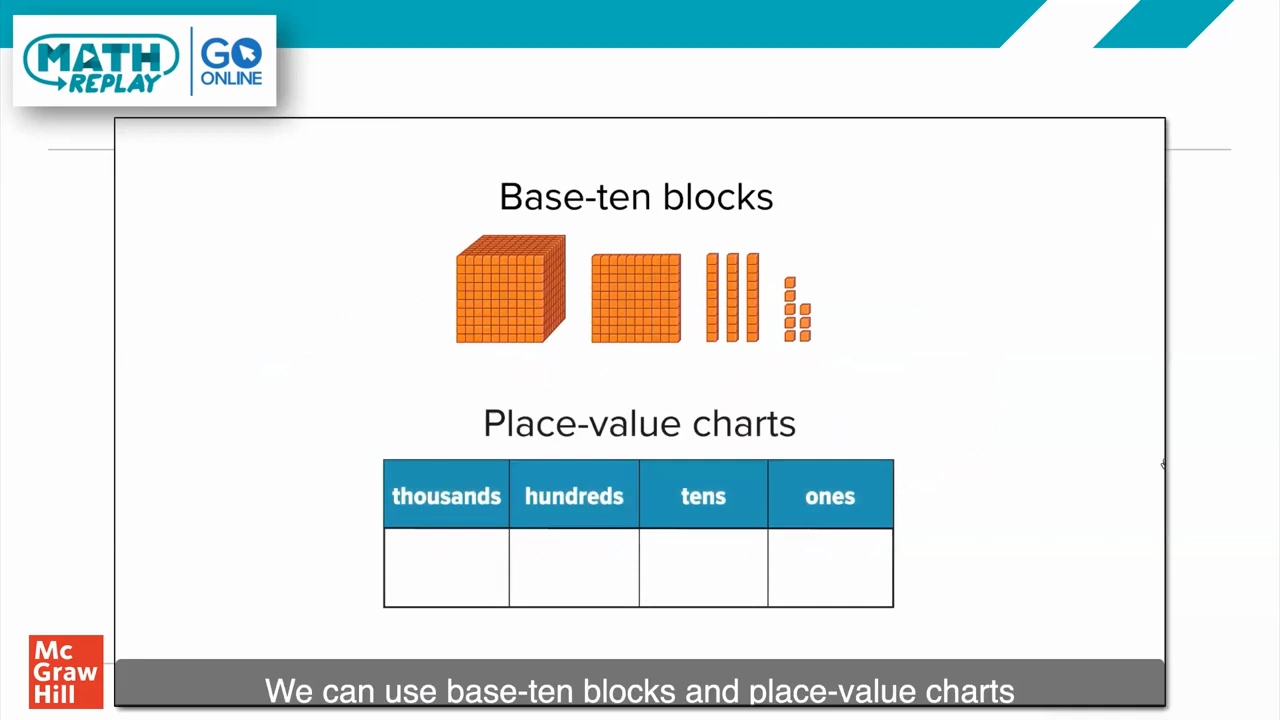 MATH
REPLAY
GO
ONLINE
Base-ten blocks
Place-value charts
thousands hundreds tens ones
Mc
Graw
Hill
We can use base-ten blocks and place-value charts